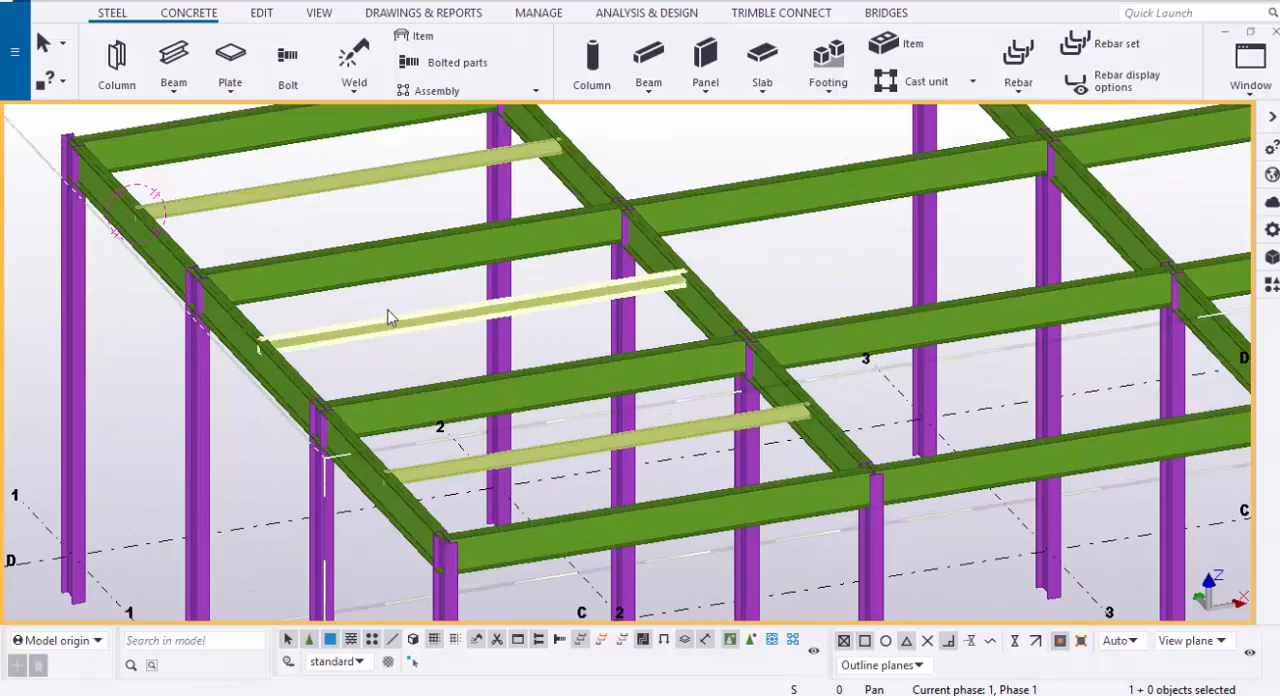 STEEL CONCRETE EDIT VIEW DRAWINGS & REPORTS MANAGE ANALYSIS & DESIGN TRIMBLE CONNECT BRIDGES Quick Launch
Column Beam Plate Bolt Weld
Item
Bolted parts
Assembly
Column Beam Panel Slab Footing
Item
Cast unit
Rebar
Rebar set
Rebar display
options
Window
3
2
D
1
C
D
1
C 2
3
Z
X
Model origin
Search in model
standard
Auto
View plane
Outline planes
S 0 Pan Current phase: 1, Phase 1 1 + 0 objects selected